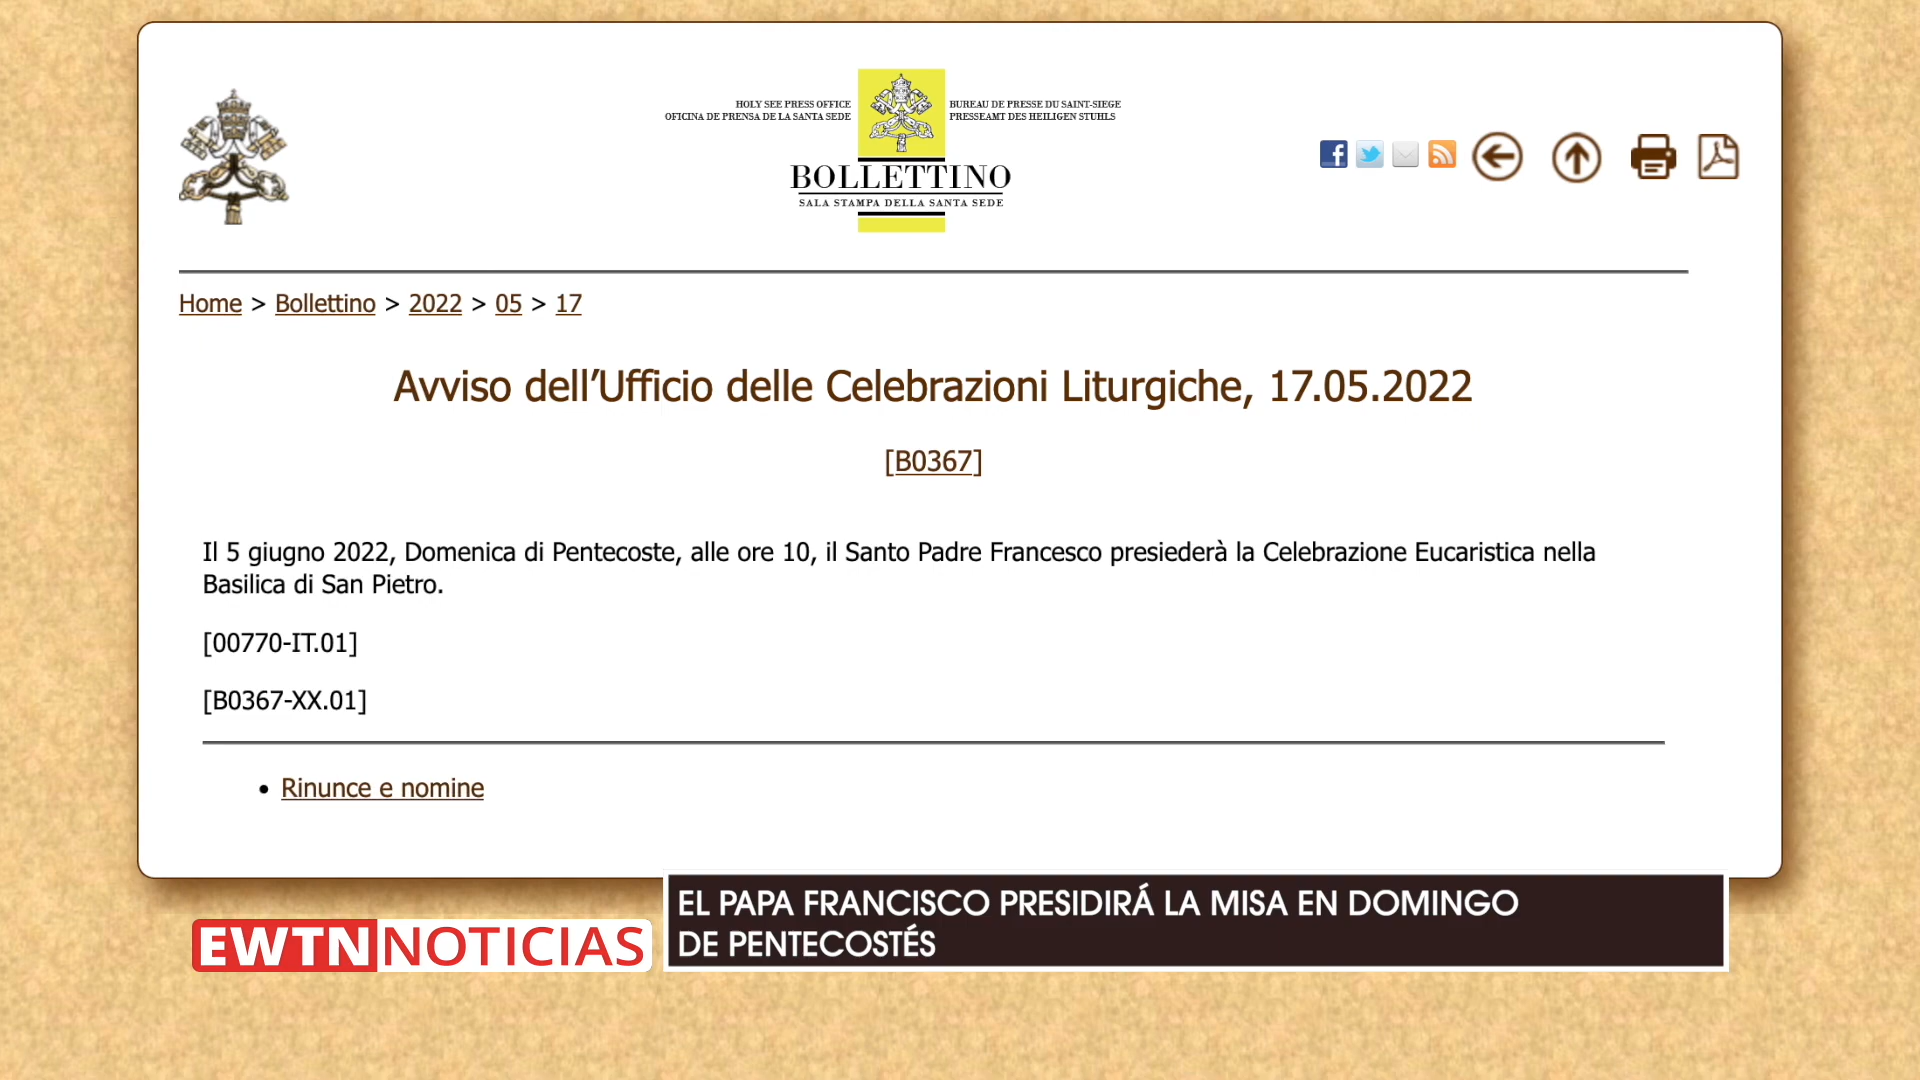 HOLY SEE PRESS OFFICE
OFICINA DE PRENSA DE LA SANTA SEDE
BUREAU DE PRESSE DU SAINT-SIEGE
PRESSEAMT DES HEILIGEN STUHLS
BOLLETTINO
SALA STAMPA DELLA SANTA SEDE
Home > Bollettino > 2022 > 05 > 17
Avviso dell’Ufficio delle Celebrazioni Liturgiche, 17.05.2022
[B0367]
Il 5 giugno 2022, Domenica di Pentecoste, alle ore 10, il Santo Padre Francesco presiederà la Celebrazione Eucaristica nella
Basilica di San Pietro.
[00770-IT.01]
[B0367-XX.01]
• Rinunce e nomine
EWTN NOTICIAS
EL PAPA FRANCISCO PRESIDIRÁ LA MISA EN DOMINGO
DE PENTECOSTÉS